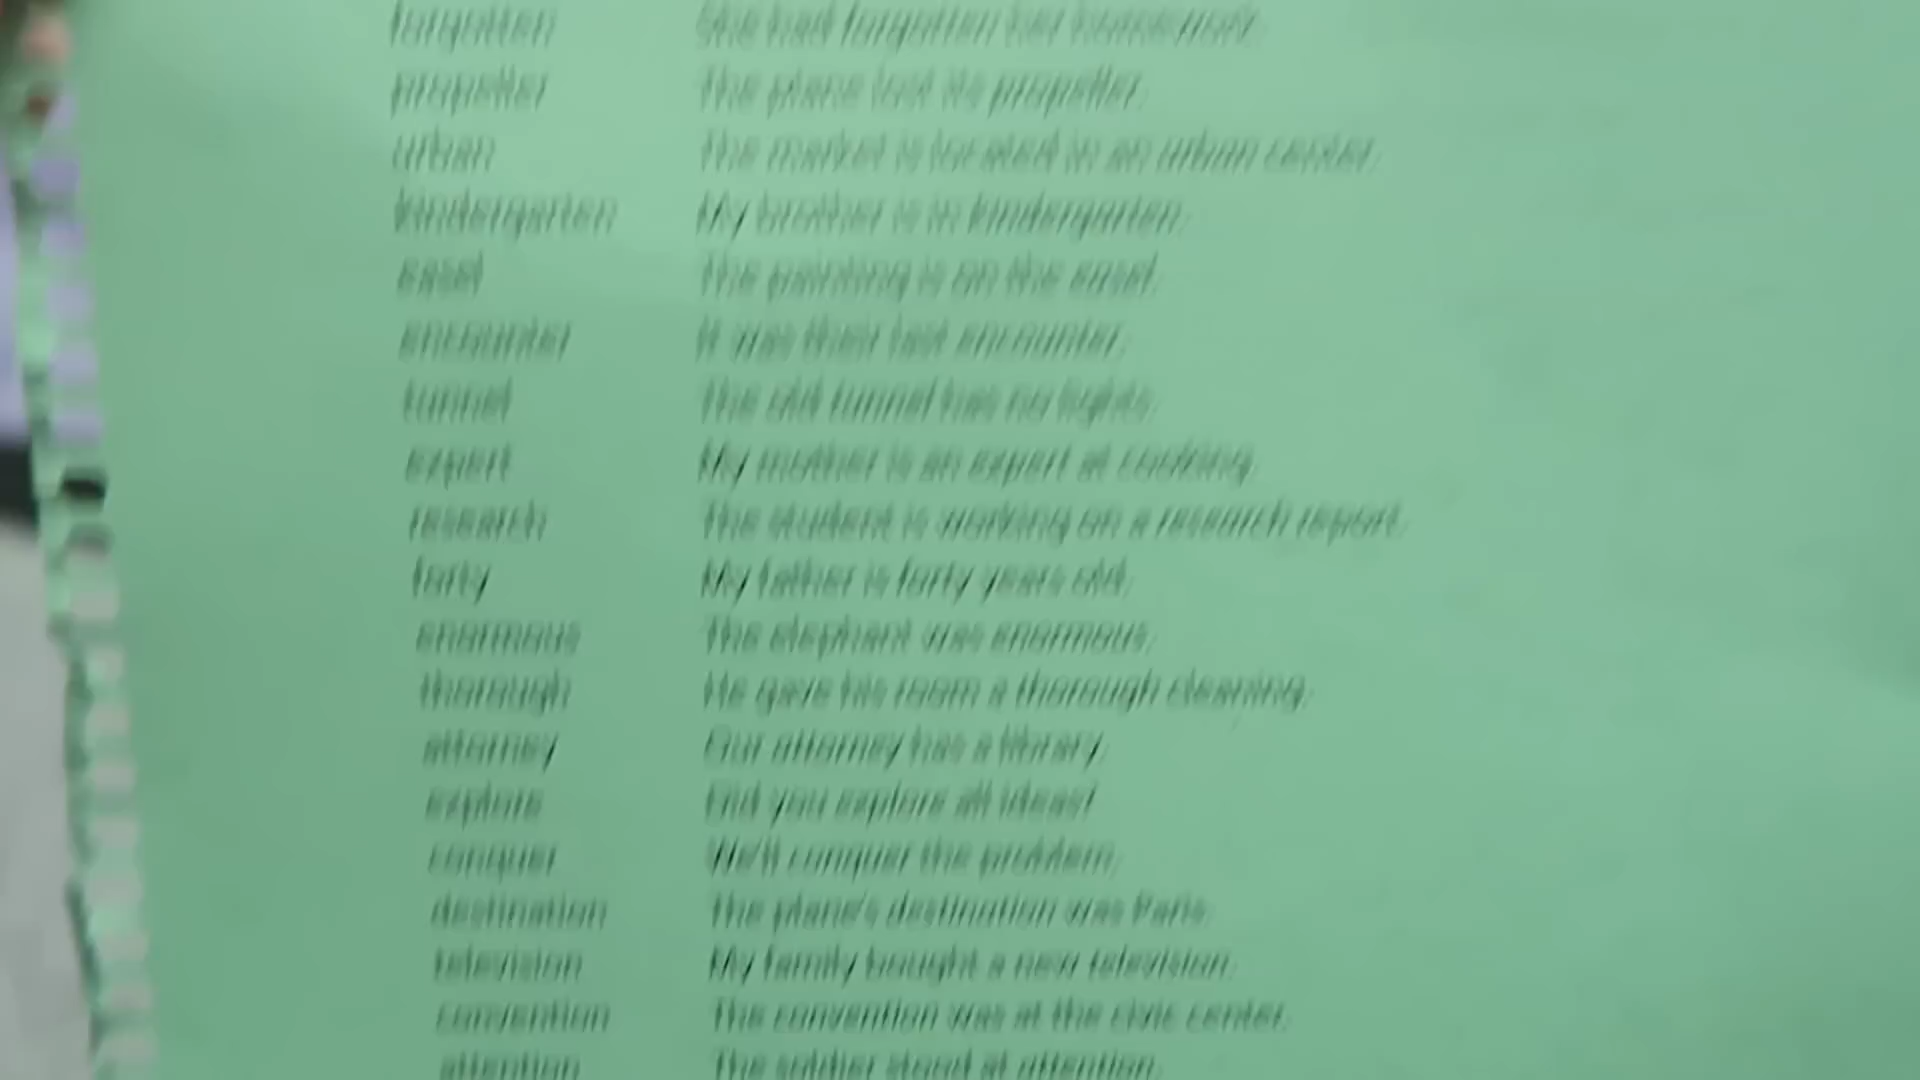 forgotten She had forgotten her homework.
propeller The plane lost its propeller.
urban The market is located in an urban center.
kindergarten My brother is in kindergarten.
easel The painting is on the easel.
encounter It was their last encounter.
tunnel The old tunnel has no lights.
expert My mother is an expert at cooking.
research The student is working on a research report.
forty My father is forty years old.
enormous The elephant was enormous.
thorough He gave his room a thorough cleaning.
attorney Our attorney has a library.
explore Did you explore all ideas?
conquer We'll conquer the problem.
destination The plane's destination was Paris.
television My family bought a new television.
convention The convention was at the civic center.
attention The soldier stood at attention.